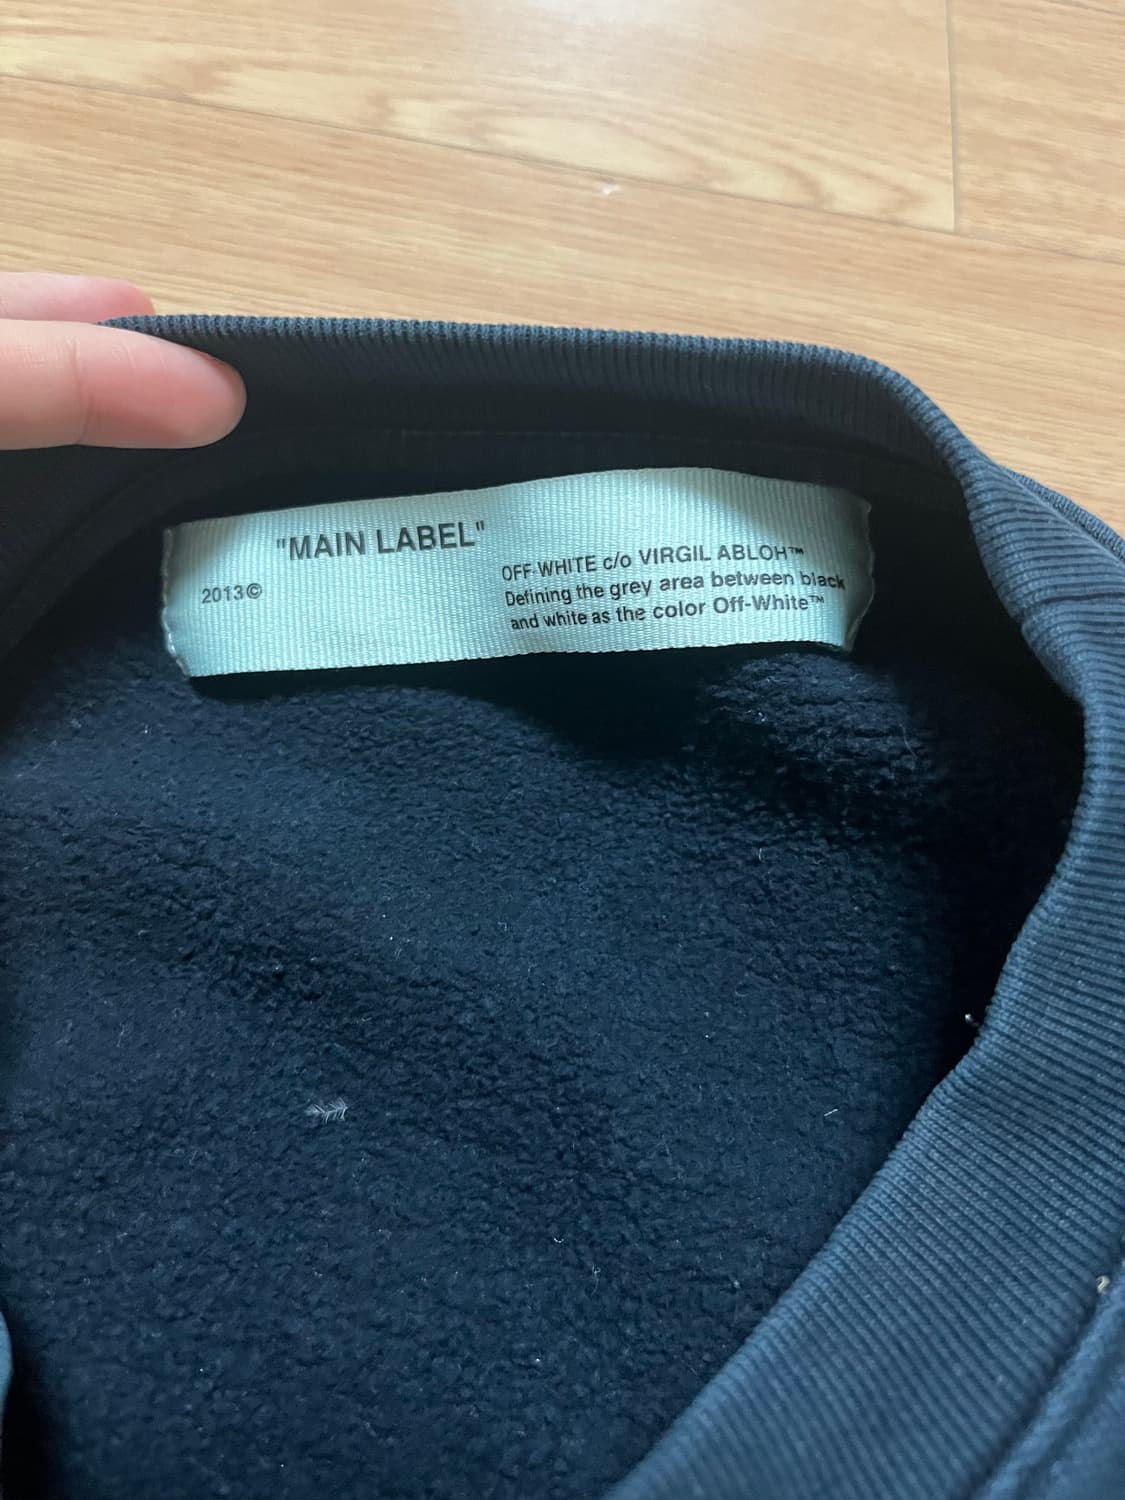 "MAIN LABEL"
2013©
OFF-WHITE c/o VIRGIL ABLOH™
Defining the grey area between black
and white as the color Off-White™